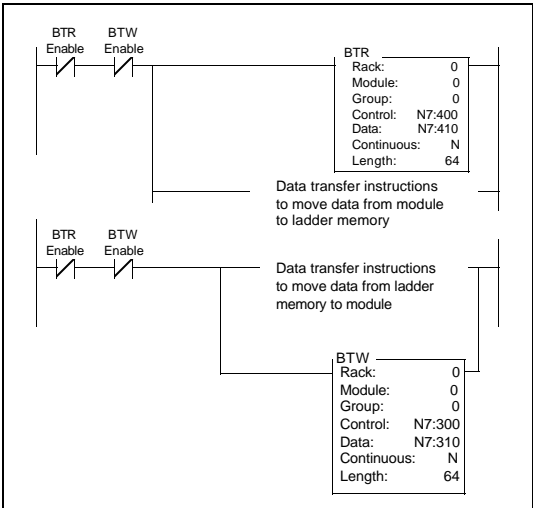 BTR BTW
Enable Enable
BTR
Rack: 0
Module: 0
Group: 0
Control: N7:400
Data: N7:410
Continuous: N
Length: 64
Data transfer instructions
to move data from module
to ladder memory
BTR BTW
Enable Enable
Data transfer instructions
to move data from ladder
memory to module
BTW
Rack: 0
Module: 0
Group: 0
Control: N7:300
Data: N7:310
Continuous: N
Length: 64